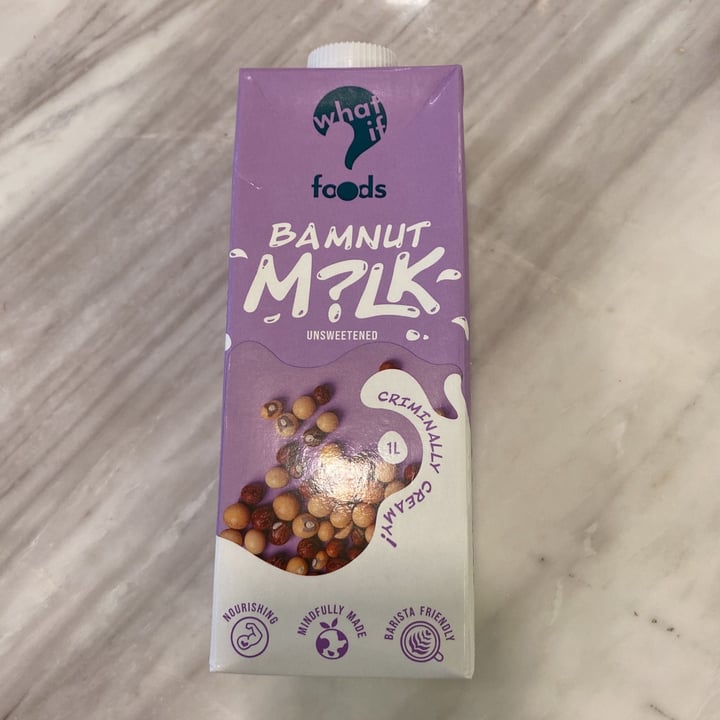 what
if
foods
BAMNUT
M?LK
UNSWEETENED
CRIMINALLY CREAMY!
1L
NOURISHING
MINDFULLY MADE
BARISTA FRIENDLY